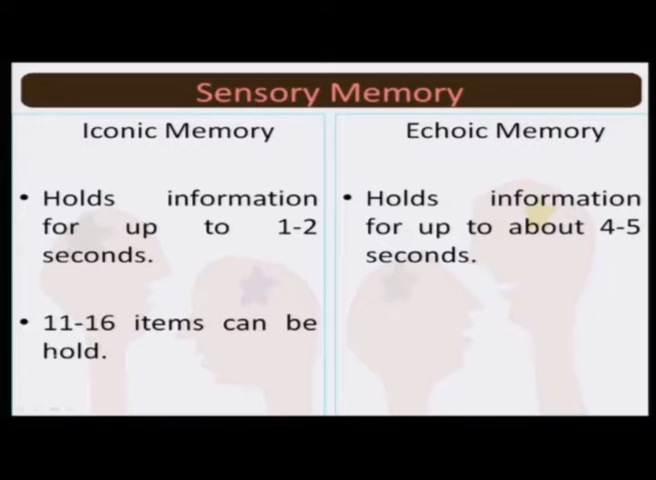 Sensory Memory
Iconic Memory
• Holds information
for up to 1-2
seconds.
• 11-16 items can be
hold.
Echoic Memory
• Holds information
for up to about 4-5
seconds.